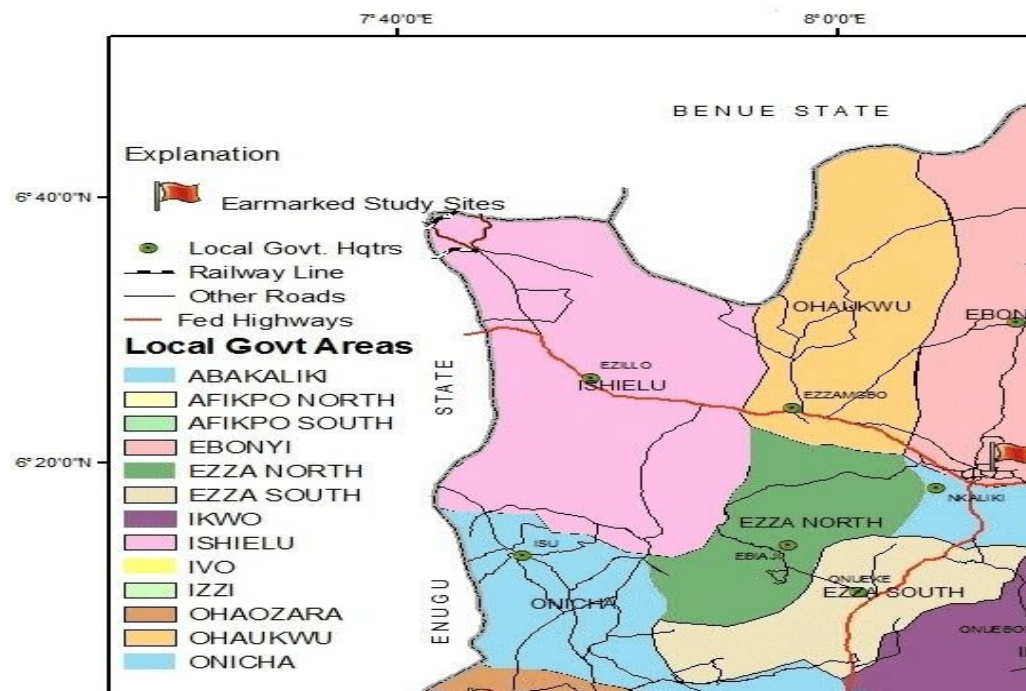 7° 40'0"E 8° 0'0"E
BENUE STATE
Explanation
6° 40'0"N
Earmarked Study Sites
Local Govt. Hqtrs
Railway Line
Other Roads
Fed Highways
Local Govt Areas
ABAKALIKI
AFIKPO NORTH
AFIKPO SOUTH
EBONYI
6° 20'0"N
EZZA NORTH
EZZA SOUTH
IKWO
ISHIELU
IVO
IZZI
OHAOZARA
OHAUKWU
ONICHA
STATE
ENUGU
OHAUKWU
EBON
EZILLO
ISHIELU
EZZAMGBO
NKALIKI
EZZA NORTH
EBIAJI
ISU
ONICHA
ONUEKE
EZZA SOUTH
ONUEBO
I